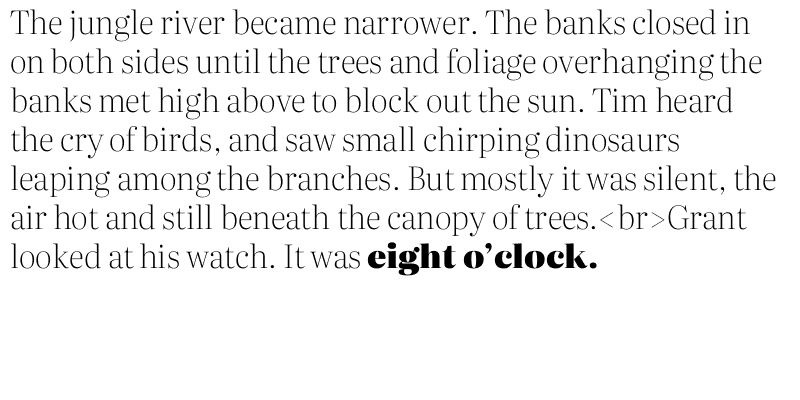 The jungle river became narrower. The banks closed in
on both sides until the trees and foliage overhanging the
banks met high above to block out the sun. Tim heard
the cry of birds, and saw small chirping dinosaurs
leaping among the branches. But mostly it was silent, the
air hot and still beneath the canopy of trees.<br>Grant
looked at his watch. It was eight o’clock.